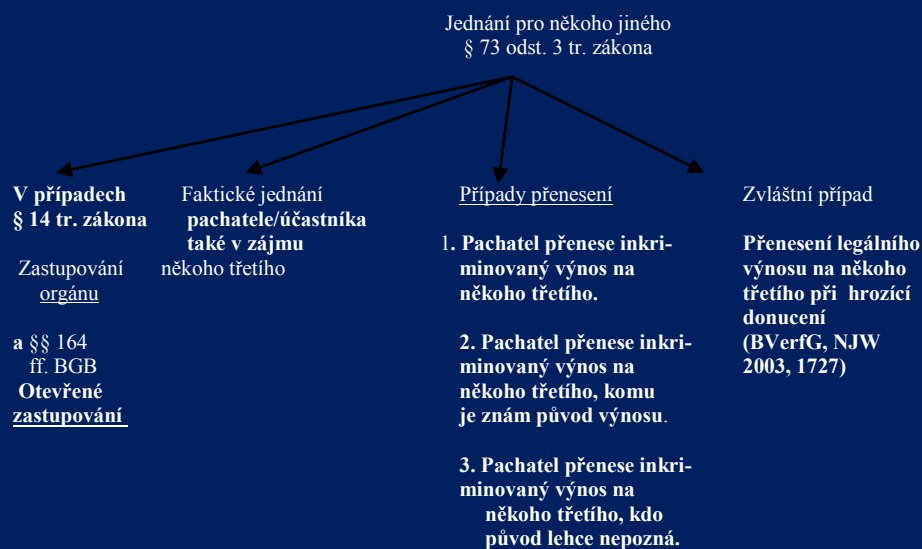 Jednání pro někoho jiného
§ 73 odst. 3 tr. zákona
V případech
§ 14 tr. zákona
Zastupování
orgánu
a §§ 164
ff. BGB
Otevřené
zastupování
Faktické jednání
pachatele/účastníka
také v zájmu
někoho třetího
Případy přenesení
1. Pachatel přenese inkri-
minovaný výnos na
někoho třetího.
2. Pachatel přenese inkri-
minovaný výnos na
někoho třetího, komu
je znám původ výnosu.
3. Pachatel přenese inkri-
minovaný výnos na
někoho třetího, kdo
původ lehce nepozná.
Zvláštní případ
Přenesení legálního
výnosu na někoho
třetího při hrozící
donucení
(BVerfG, NJW
2003, 1727)